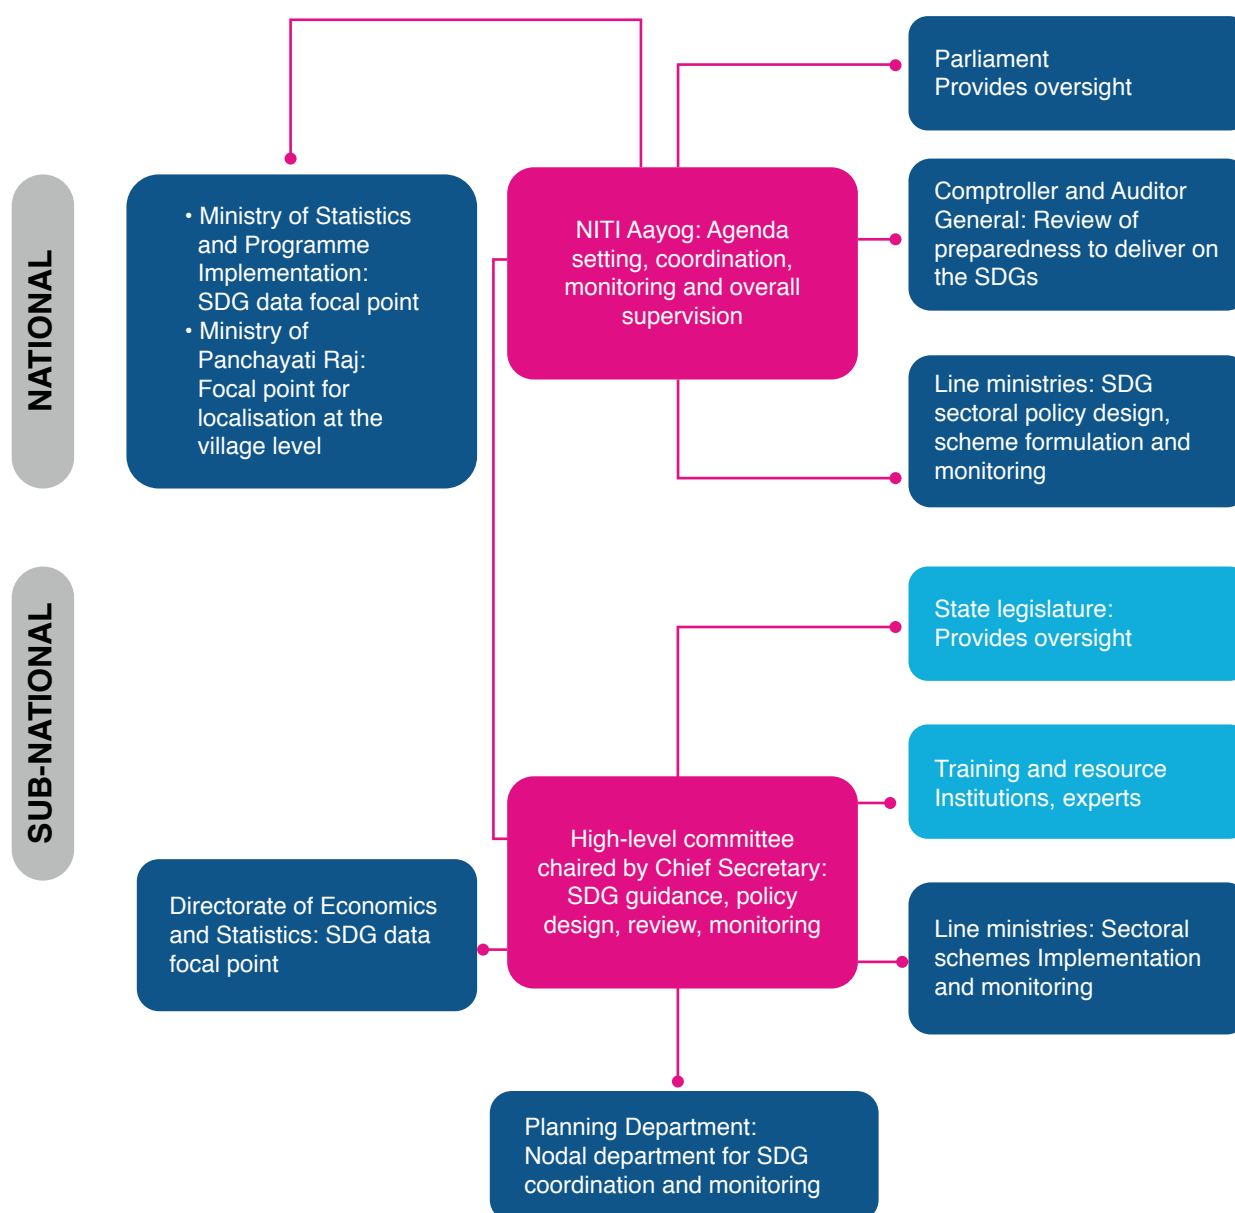 NATIONAL
• Ministry of Statistics
and Programme
Implementation:
SDG data focal point
• Ministry of
Panchayati Raj:
Focal point for
localisation at the
village level
NITI Aayog: Agenda
setting, coordination,
monitoring and overall
supervision
Parliament
Provides oversight
Comptroller and Auditor
General: Review of
preparedness to deliver on
the SDGs
Line ministries: SDG
sectoral policy design,
scheme formulation and
monitoring
SUB-NATIONAL
State legislature:
Provides oversight
Training and resource
Institutions, experts
High-level committee
chaired by Chief Secretary:
SDG guidance, policy
design, review, monitoring
Directorate of Economics
and Statistics: SDG data
focal point
Line ministries: Sectoral
schemes Implementation
and monitoring
Planning Department:
Nodal department for SDG
coordination and monitoring